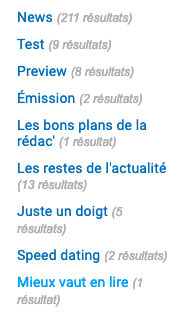 News (211 résultats)
Test (9 résultats)
Preview (8 résultats)
Émission (2 résultats)
Les bons plans de la
rédac' (1 résultat)
Les restes de l'actualité
(13 résultats)
Juste un doigt (5
résultats)
Speed dating (2 résultats)
Mieux vaut en lire (1
résultat)